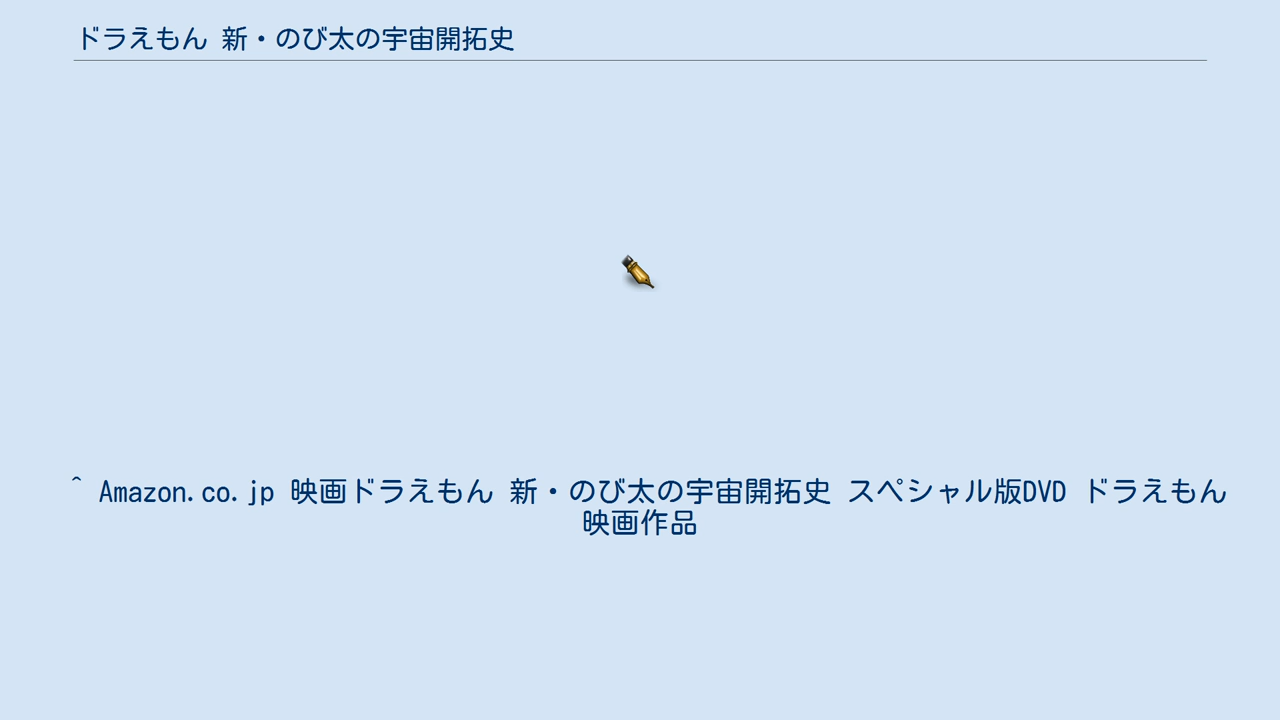 ドラえもん 新・のび太の宇宙開拓史
^ Amazon.co.jp 映画ドラえもん 新・のび太の宇宙開拓史 スペシャル版DVD ドラえもん
映画作品